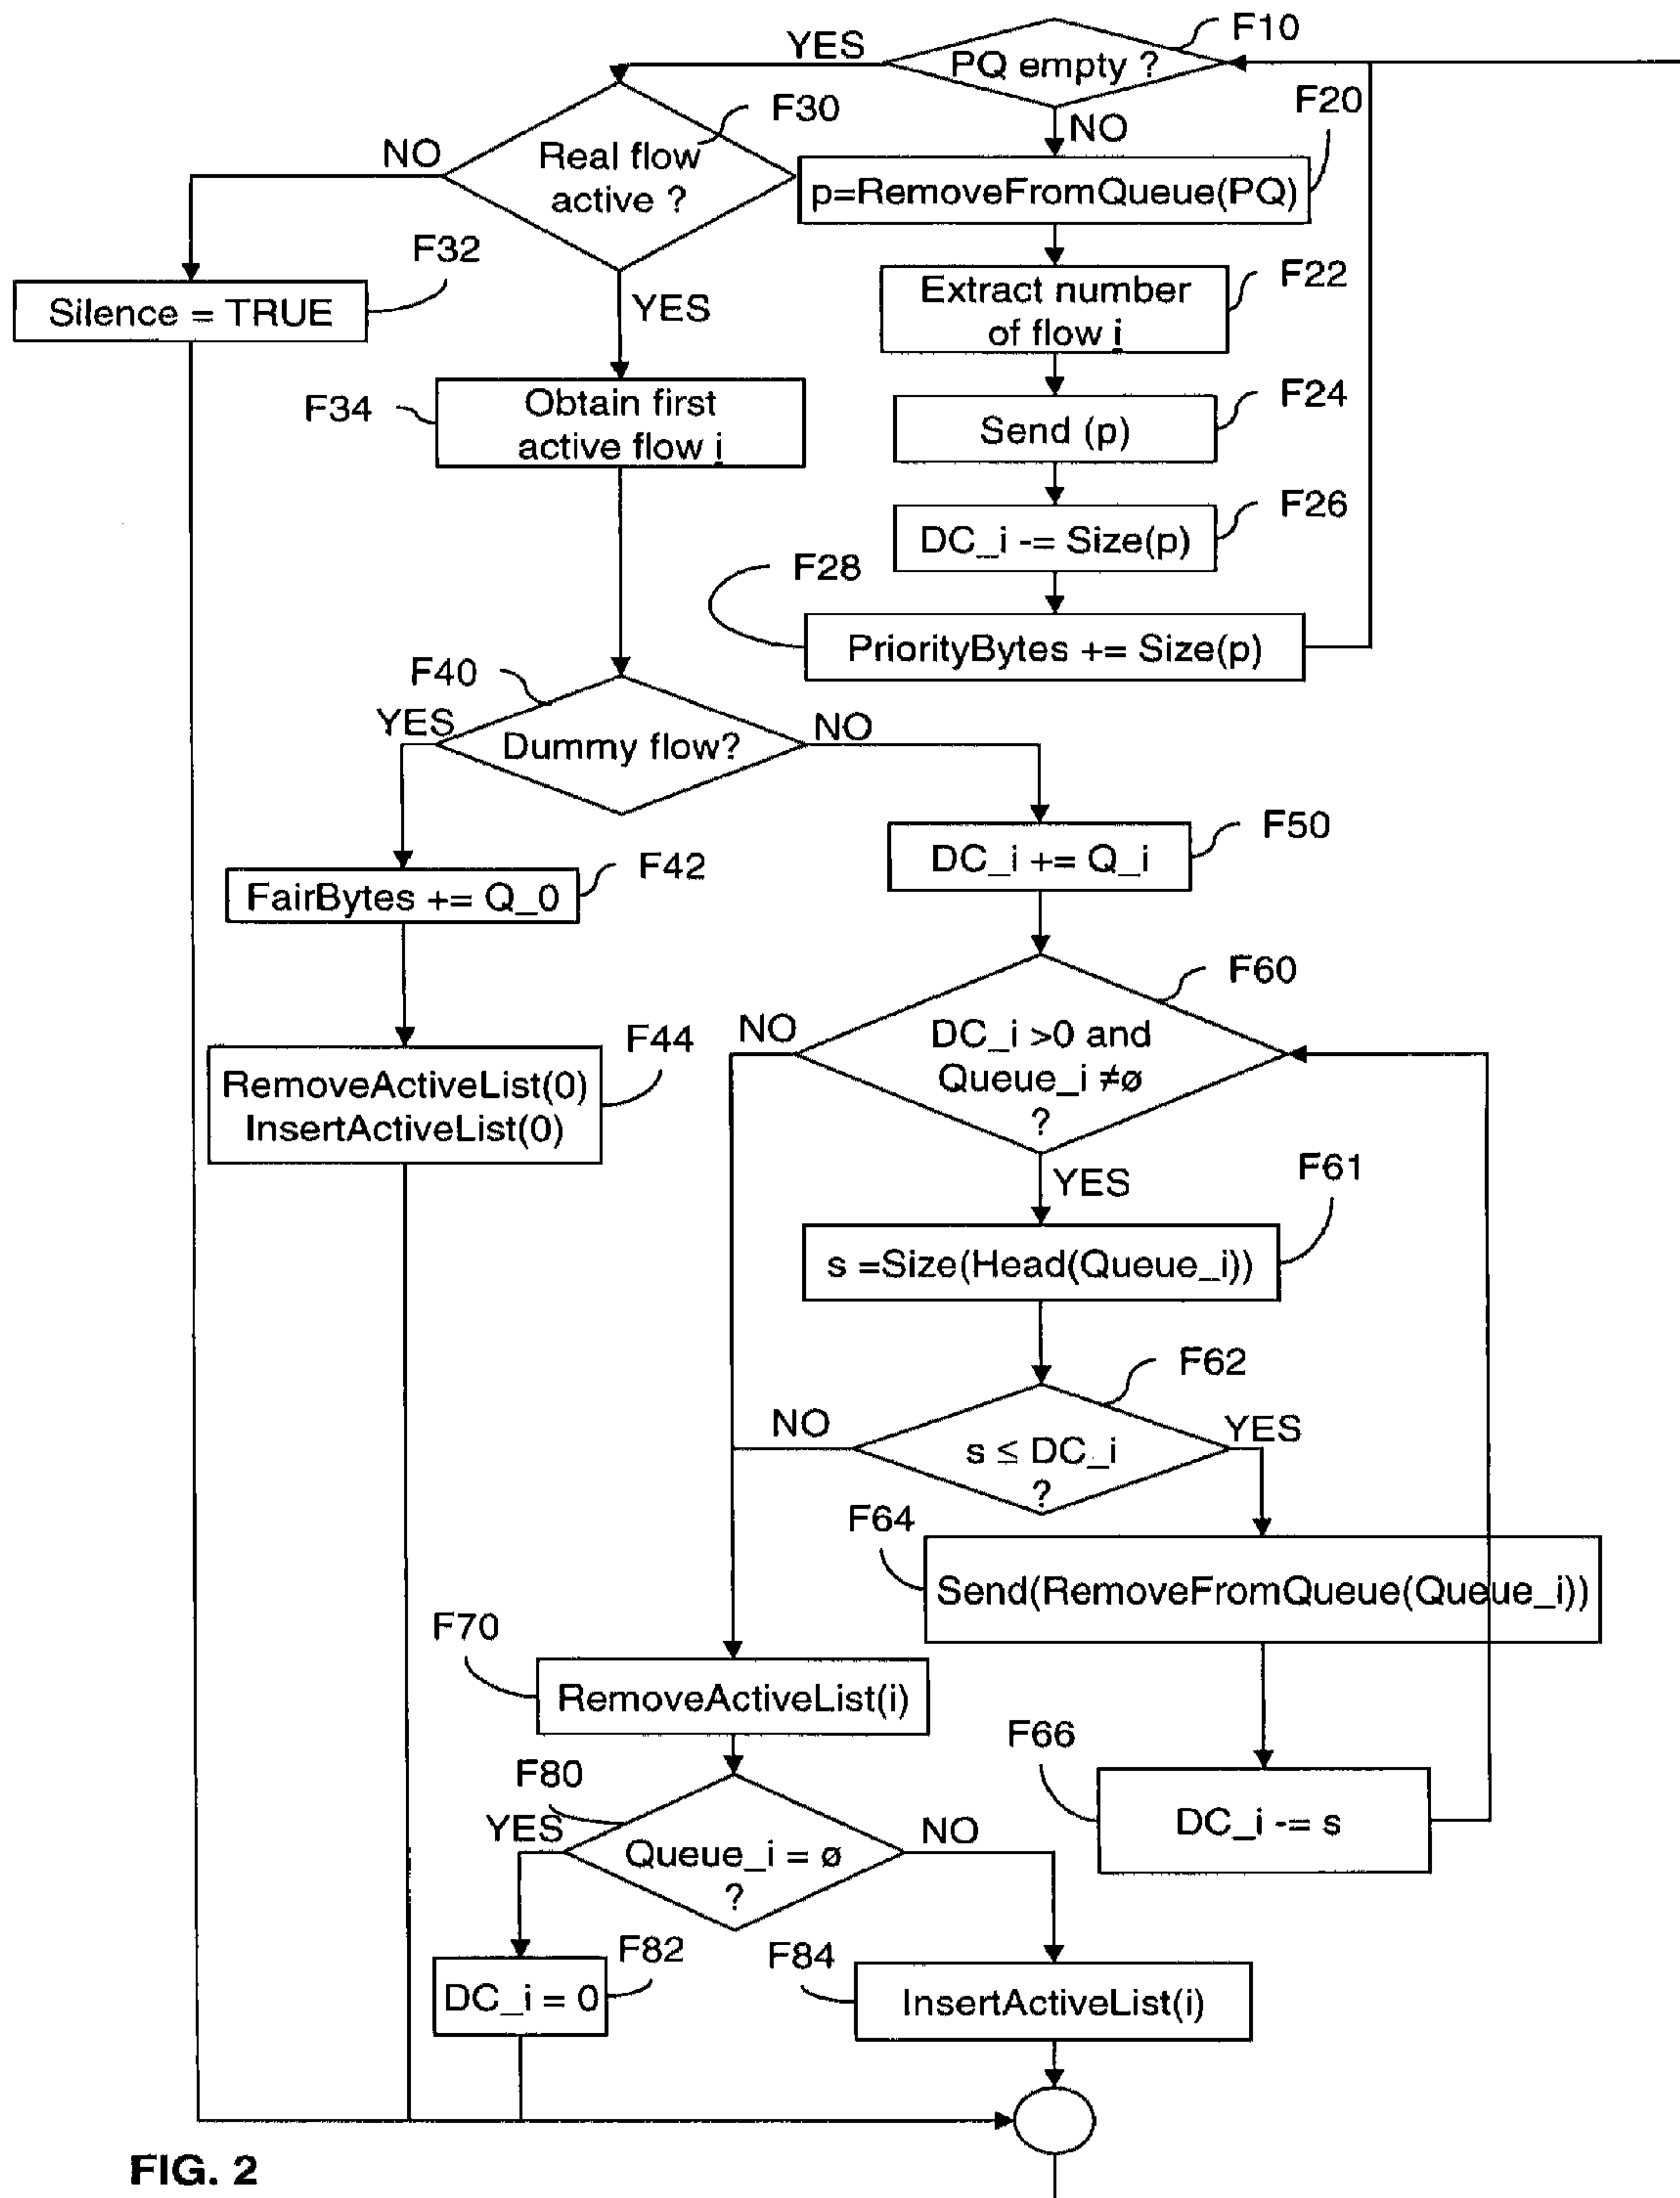 F10
YES
PQ empty ?
F20
F30
NO
NO
Real flow
active ?
p=RemoveFromQueue(PQ)
F32
F22
Silence = TRUE
Extract number
of flow i
YES
F34
Obtain first
active flow i
F24
Send (p)
F26
DC_i -= Size(p)
F28
PriorityBytes += Size(p)
F40
YES
NO
Dummy flow?
F50
DC_i += Q_i
F42
FairBytes += Q_0
F60
NO
DC_i >0 and
Queue_i ≠ø
?
F44
RemoveActiveList(0)
InsertActiveList(0)
YES
F61
s =Size(Head(Queue_i))
F62
NO
YES
s ≤ DC_i
?
F64
Send(RemoveFromQueue(Queue_i))
F70
RemoveActiveList(i)
F66
DC_i -= s
F80
YES
NO
Queue_i = ø
?
F82
F84
DC_i = 0
InsertActiveList(i)
FIG. 2